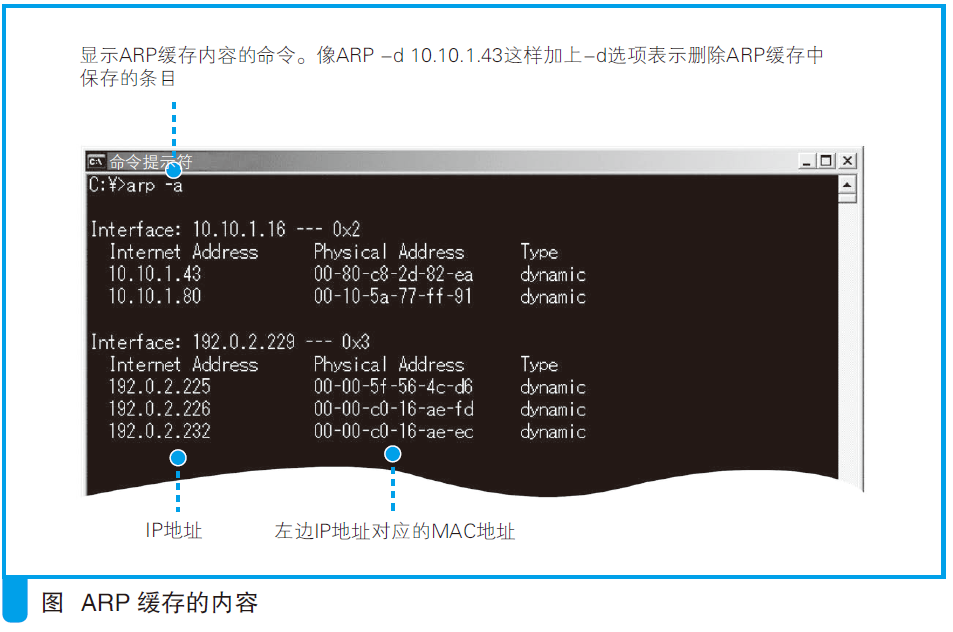 显示ARP缓存内容的命令。像ARP –d 10.10.1.43这样加上–d选项表示删除ARP缓存中
保存的条目
命令提示符
C:¥>arp -a
Interface: 10.10.1.16 --- 0x2
Internet Address Physical Address Type
10.10.1.43 00-80-c8-2d-82-ea dynamic
10.10.1.80 00-10-5a-77-ff-91 dynamic
Interface: 192.0.2.229 --- 0x3
Internet Address Physical Address Type
192.0.2.225 00-00-5f-56-4c-d6 dynamic
192.0.2.226 00-00-c0-16-ae-fd dynamic
192.0.2.232 00-00-c0-16-ae-ec dynamic
IP地址 左边IP地址对应的MAC地址
图 ARP 缓存的内容